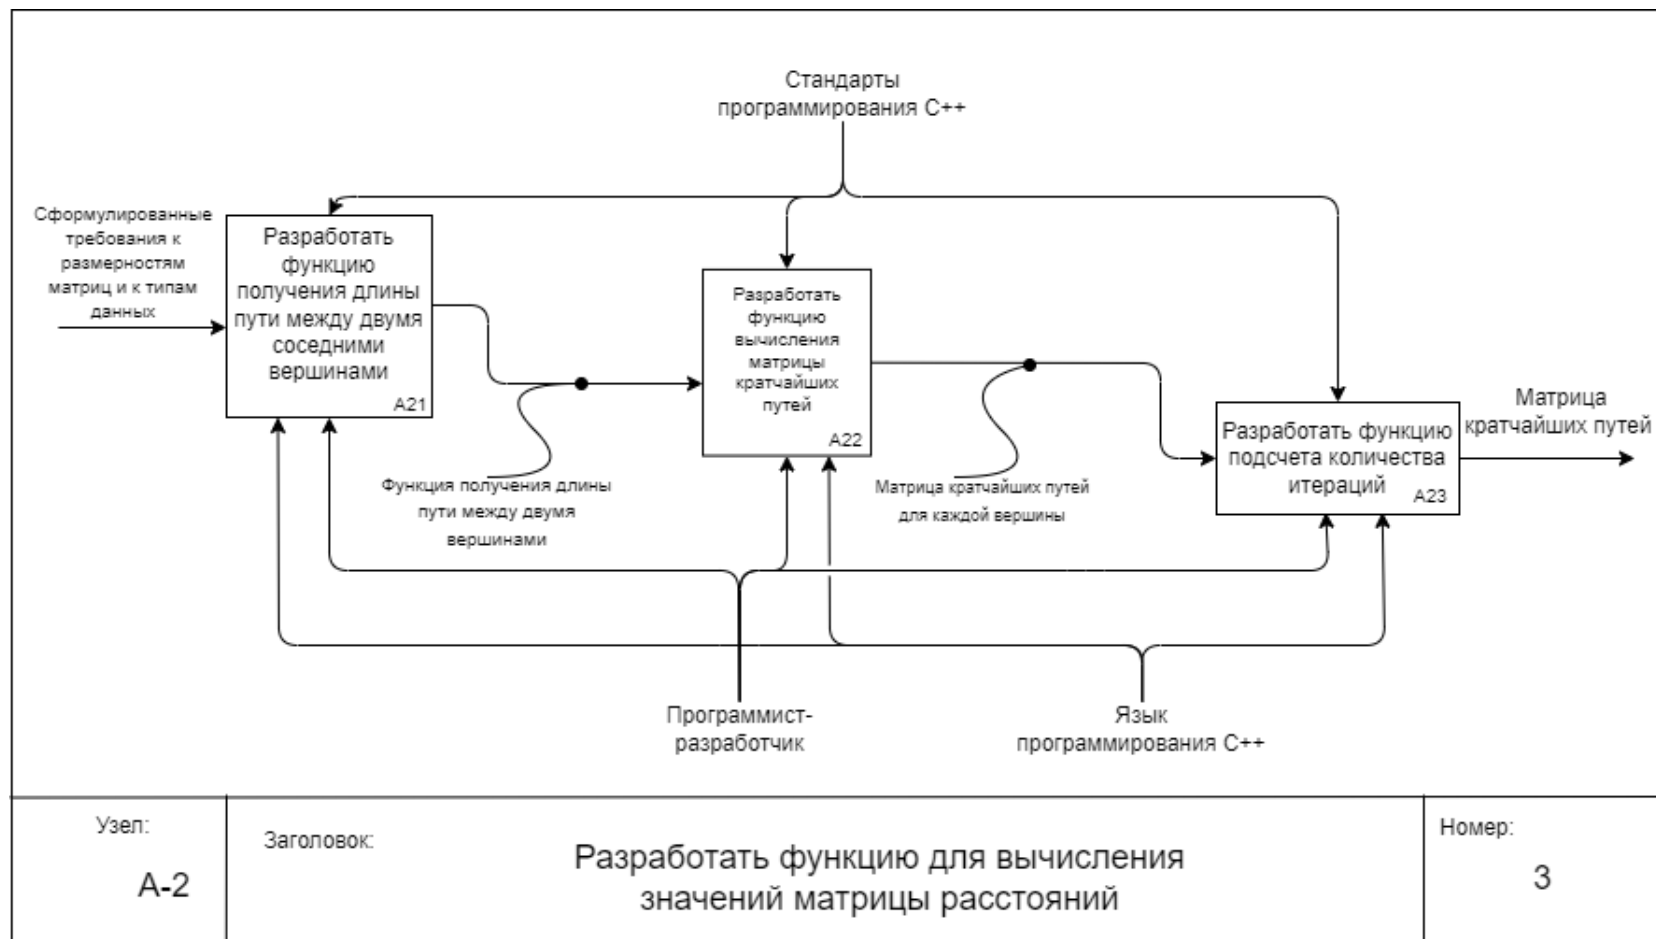 Стандарты
программирования С++
Сформулированные
требования к
размерностям
матриц и к типам
данных
Разработать
функцию
получения длины
пути между двумя
соседними
вершинами
А21
Разработать
функцию
вычисления
матрицы
кратчайших
путей
А22
Разработать функцию
подсчета количества
итераций
А23
Матрица
кратчайших путей
Функция получения длины
пути между двумя
вершинами
Матрица кратчайших путей
для каждой вершины
Программист-
разработчик
Язык
программирования С++
Узел:
А-2
Заголовок:
Разработать функцию для вычисления
значений матрицы расстояний
Номер:
3